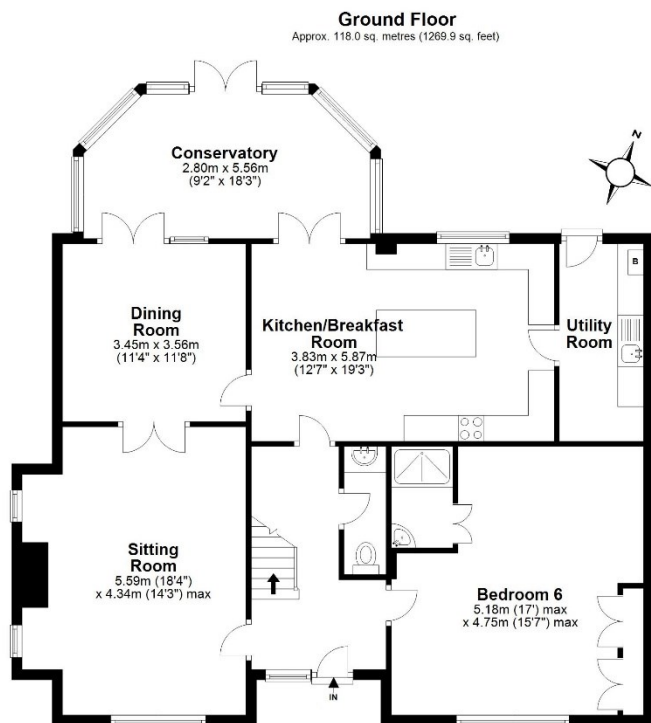 Ground Floor
Approx. 118.0 sq. metres (1269.9 sq. feet)
Conservatory
2.80m x 5.56m
(9'2" x 18'3")
N
Dining
Room
3.45m x 3.56m
(11'4" x 11'8")
Kitchen/Breakfast
Room
3.83m x 5.87m
(12'7" x 19'3")
B
Utility
Room
Sitting
Room
5.59m (18'4")
x 4.34m (14'3") max
Bedroom 6
5.18m (17') max
x 4.75m (15'7") max
IN